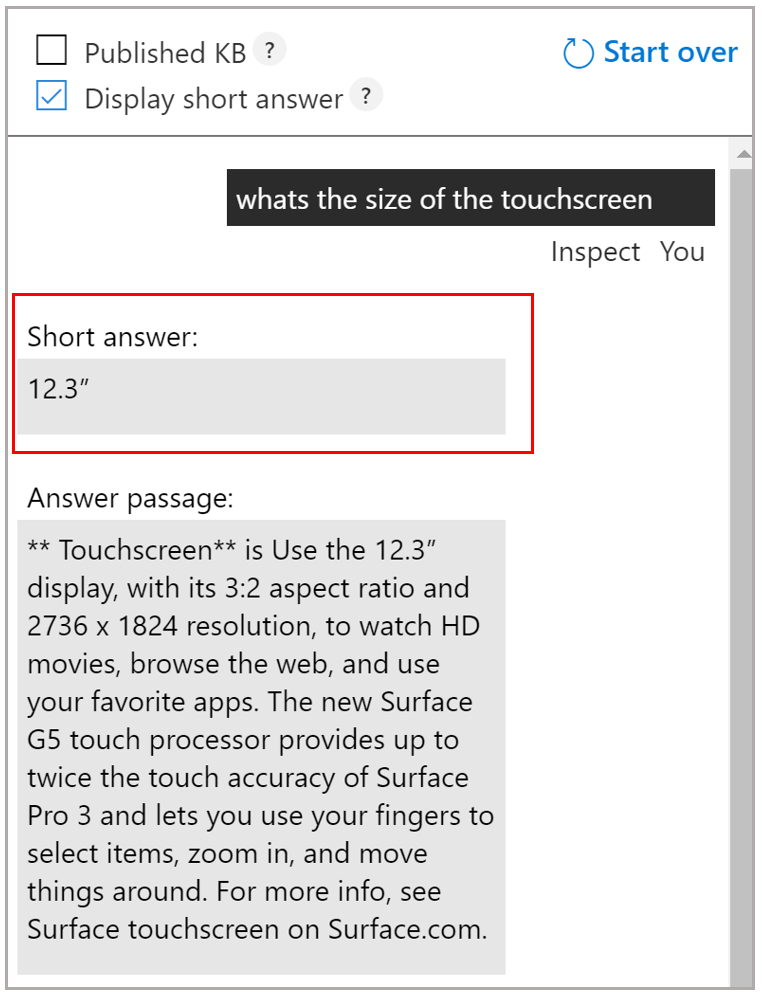 Published KB ?
Start over
Display short answer ?
whats the size of the touchscreen
Inspect You
Short answer:
12.3”
Answer passage:
** Touchscreen** is Use the 12.3”
display, with its 3:2 aspect ratio and
2736 x 1824 resolution, to watch HD
movies, browse the web, and use
your favorite apps. The new Surface
G5 touch processor provides up to
twice the touch accuracy of Surface
Pro 3 and lets you use your fingers to
select items, zoom in, and move
things around. For more info, see
Surface touchscreen on Surface.com.